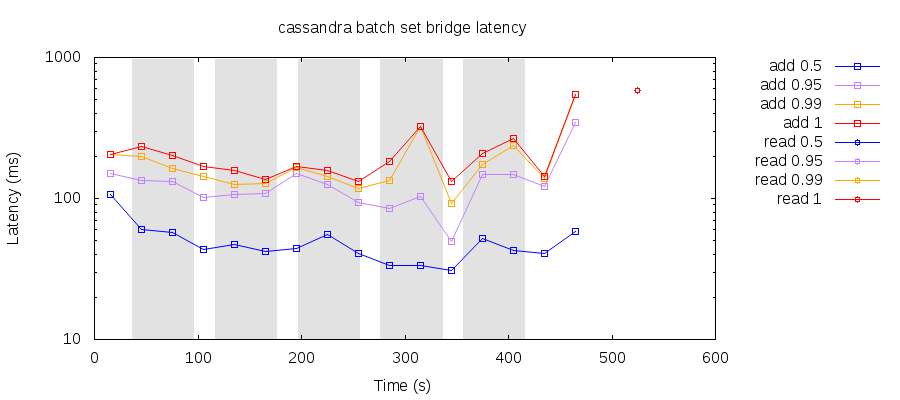 cassandra batch set bridge latency
1000
100
10
Latency (ms)
0 100 200 300 400 500 600
Time (s)
add 0.5
add 0.95
add 0.99
add 1
read 0.5
read 0.95
read 0.99
read 1